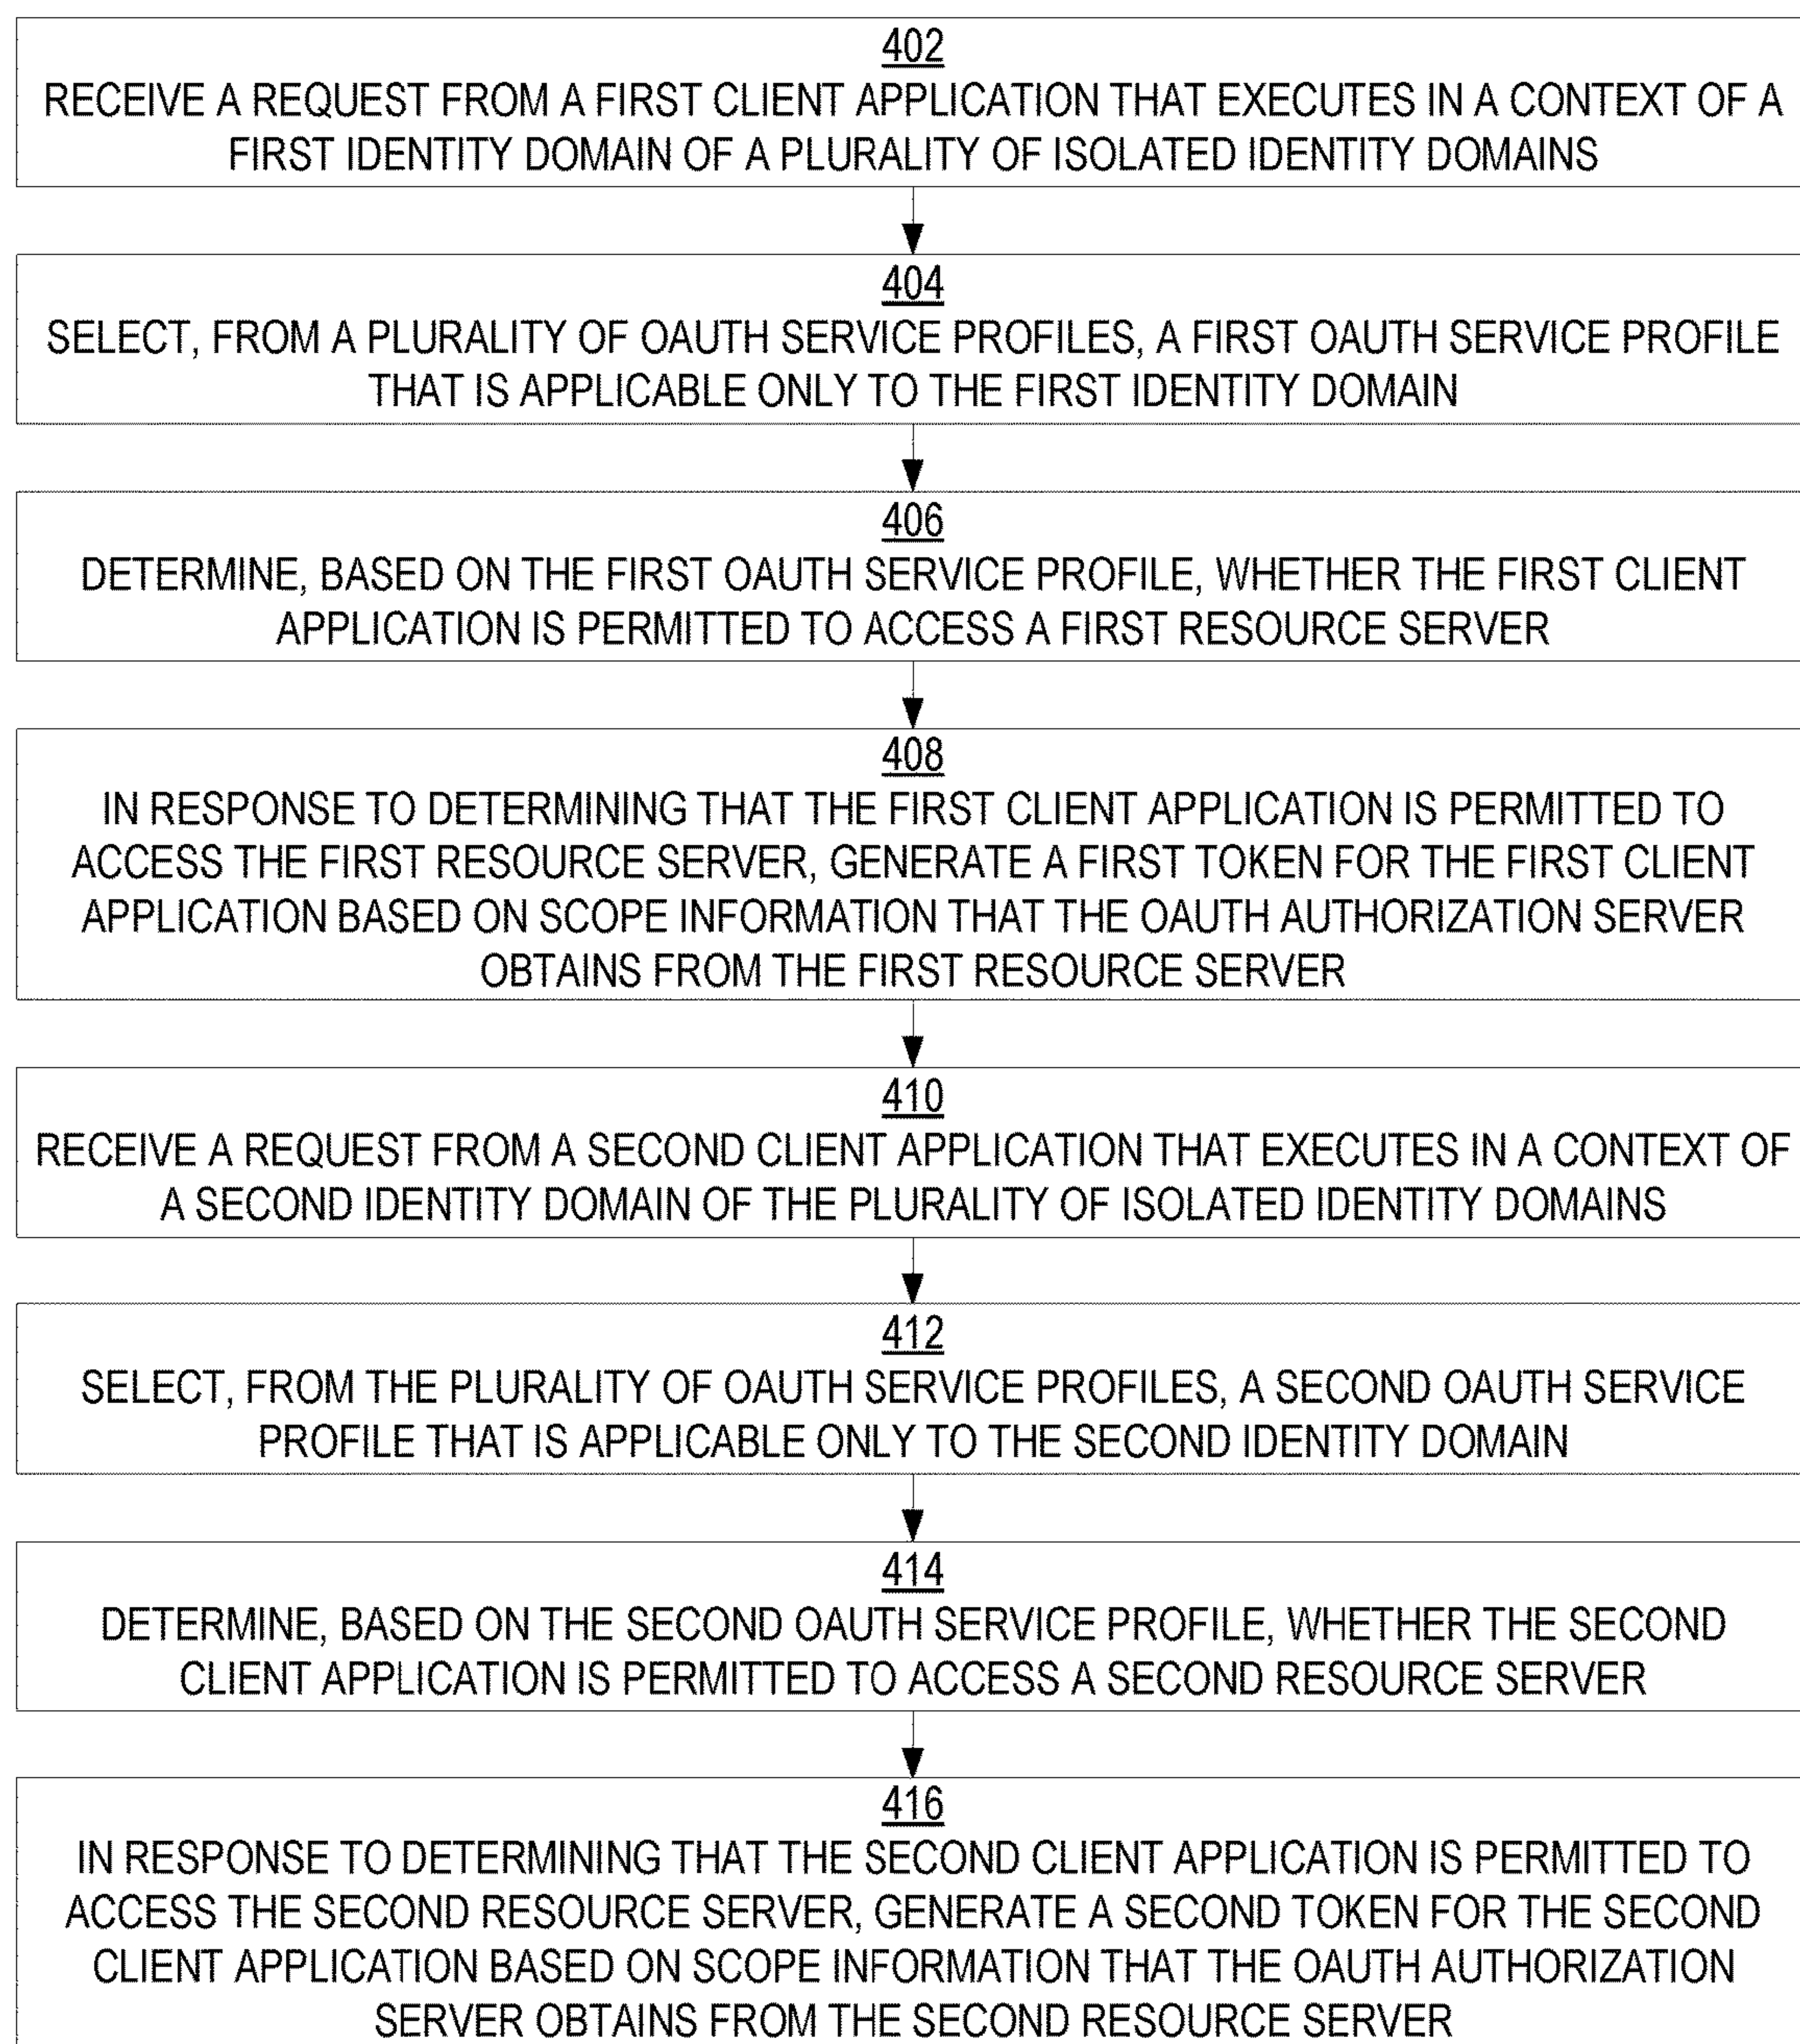 402
RECEIVE A REQUEST FROM A FIRST CLIENT APPLICATION THAT EXECUTES IN A CONTEXT OF A
FIRST IDENTITY DOMAIN OF A PLURALITY OF ISOLATED IDENTITY DOMAINS
404
SELECT, FROM A PLURALITY OF OAUTH SERVICE PROFILES, A FIRST OAUTH SERVICE PROFILE
THAT IS APPLICABLE ONLY TO THE FIRST IDENTITY DOMAIN
406
DETERMINE, BASED ON THE FIRST OAUTH SERVICE PROFILE, WHETHER THE FIRST CLIENT
APPLICATION IS PERMITTED TO ACCESS A FIRST RESOURCE SERVER
408
IN RESPONSE TO DETERMINING THAT THE FIRST CLIENT APPLICATION IS PERMITTED TO
ACCESS THE FIRST RESOURCE SERVER, GENERATE A FIRST TOKEN FOR THE FIRST CLIENT
APPLICATION BASED ON SCOPE INFORMATION THAT THE OAUTH AUTHORIZATION SERVER
OBTAINS FROM THE FIRST RESOURCE SERVER
410
RECEIVE A REQUEST FROM A SECOND CLIENT APPLICATION THAT EXECUTES IN A CONTEXT OF
A SECOND IDENTITY DOMAIN OF THE PLURALITY OF ISOLATED IDENTITY DOMAINS
412
SELECT, FROM THE PLURALITY OF OAUTH SERVICE PROFILES, A SECOND OAUTH SERVICE
PROFILE THAT IS APPLICABLE ONLY TO THE SECOND IDENTITY DOMAIN
414
DETERMINE, BASED ON THE SECOND OAUTH SERVICE PROFILE, WHETHER THE SECOND
CLIENT APPLICATION IS PERMITTED TO ACCESS A SECOND RESOURCE SERVER
416
IN RESPONSE TO DETERMINING THAT THE SECOND CLIENT APPLICATION IS PERMITTED TO
ACCESS THE SECOND RESOURCE SERVER, GENERATE A SECOND TOKEN FOR THE SECOND
CLIENT APPLICATION BASED ON SCOPE INFORMATION THAT THE OAUTH AUTHORIZATION
SERVER OBTAINS FROM THE SECOND RESOURCE SERVER